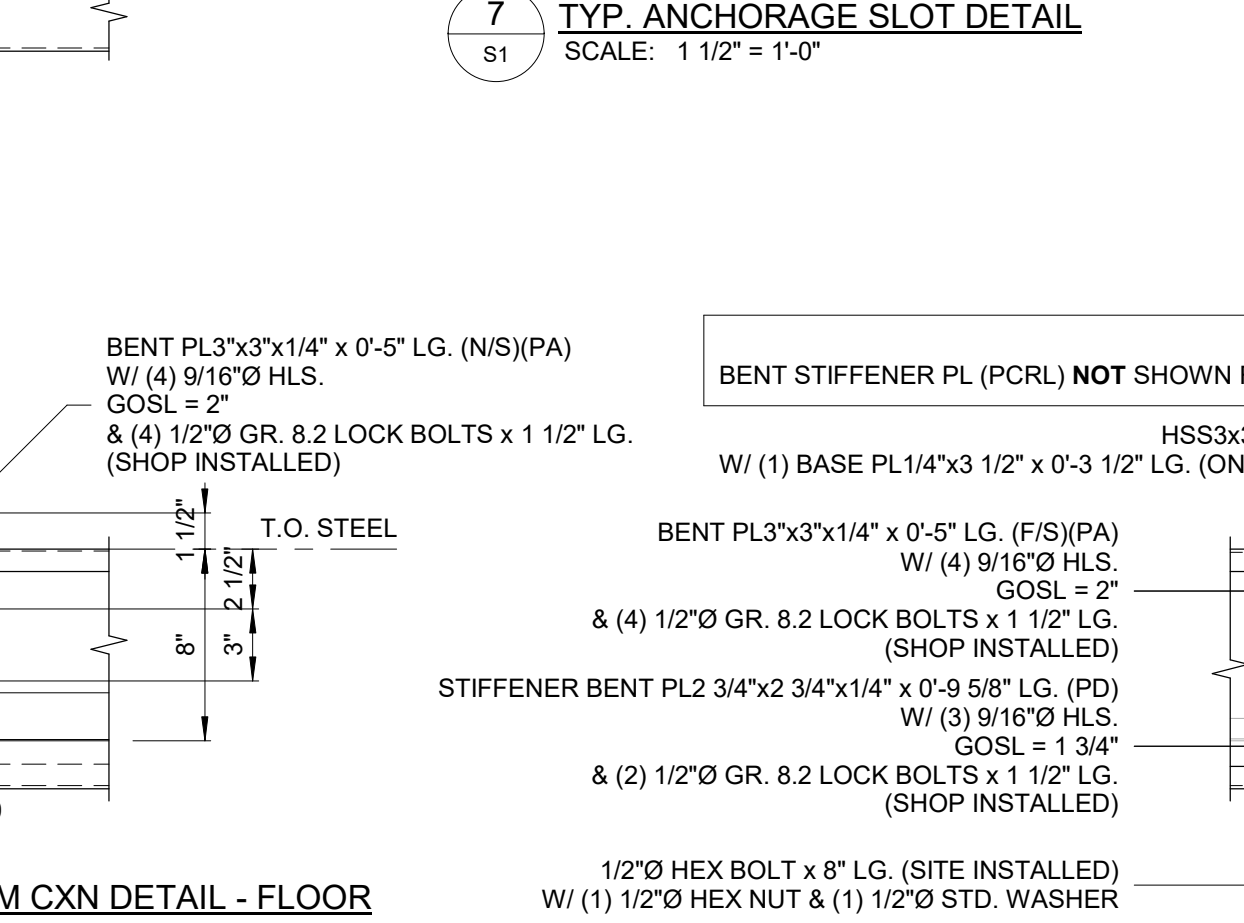 7
S1
TYP. ANCHORAGE SLOT DETAIL
SCALE: 1 1/2" = 1'-0"
BENT PL3"x3"x1/4" x 0'-5" LG. (N/S)(PA)
W/ (4) 9/16"Ø HLS.
GOSL = 2"
& (4) 1/2"Ø GR. 8.2 LOCK BOLTS x 1 1/2" LG.
(SHOP INSTALLED)
1 1/2"
T.O. STEEL
2 1/2"
8"
3"
CXN DETAIL - FLOOR
BENT STIFFENER PL (PCRL) NOT SHOWN
HSS3x3
W/ (1) BASE PL1/4"x3 1/2" x 0'-3 1/2" LG. (ON
BENT PL3"x3"x1/4" x 0'-5" LG. (F/S)(PA)
W/ (4) 9/16"Ø HLS.
GOSL = 2"
& (4) 1/2"Ø GR. 8.2 LOCK BOLTS x 1 1/2" LG.
(SHOP INSTALLED)
STIFFENER BENT PL2 3/4"x2 3/4"x1/4" x 0'-9 5/8" LG. (PD)
W/ (3) 9/16"Ø HLS.
GOSL = 1 3/4"
& (2) 1/2"Ø GR. 8.2 LOCK BOLTS x 1 1/2" LG.
(SHOP INSTALLED)
1/2"Ø HEX BOLT x 8" LG. (SITE INSTALLED)
W/ (1) 1/2"Ø HEX NUT & (1) 1/2"Ø STD. WASHER